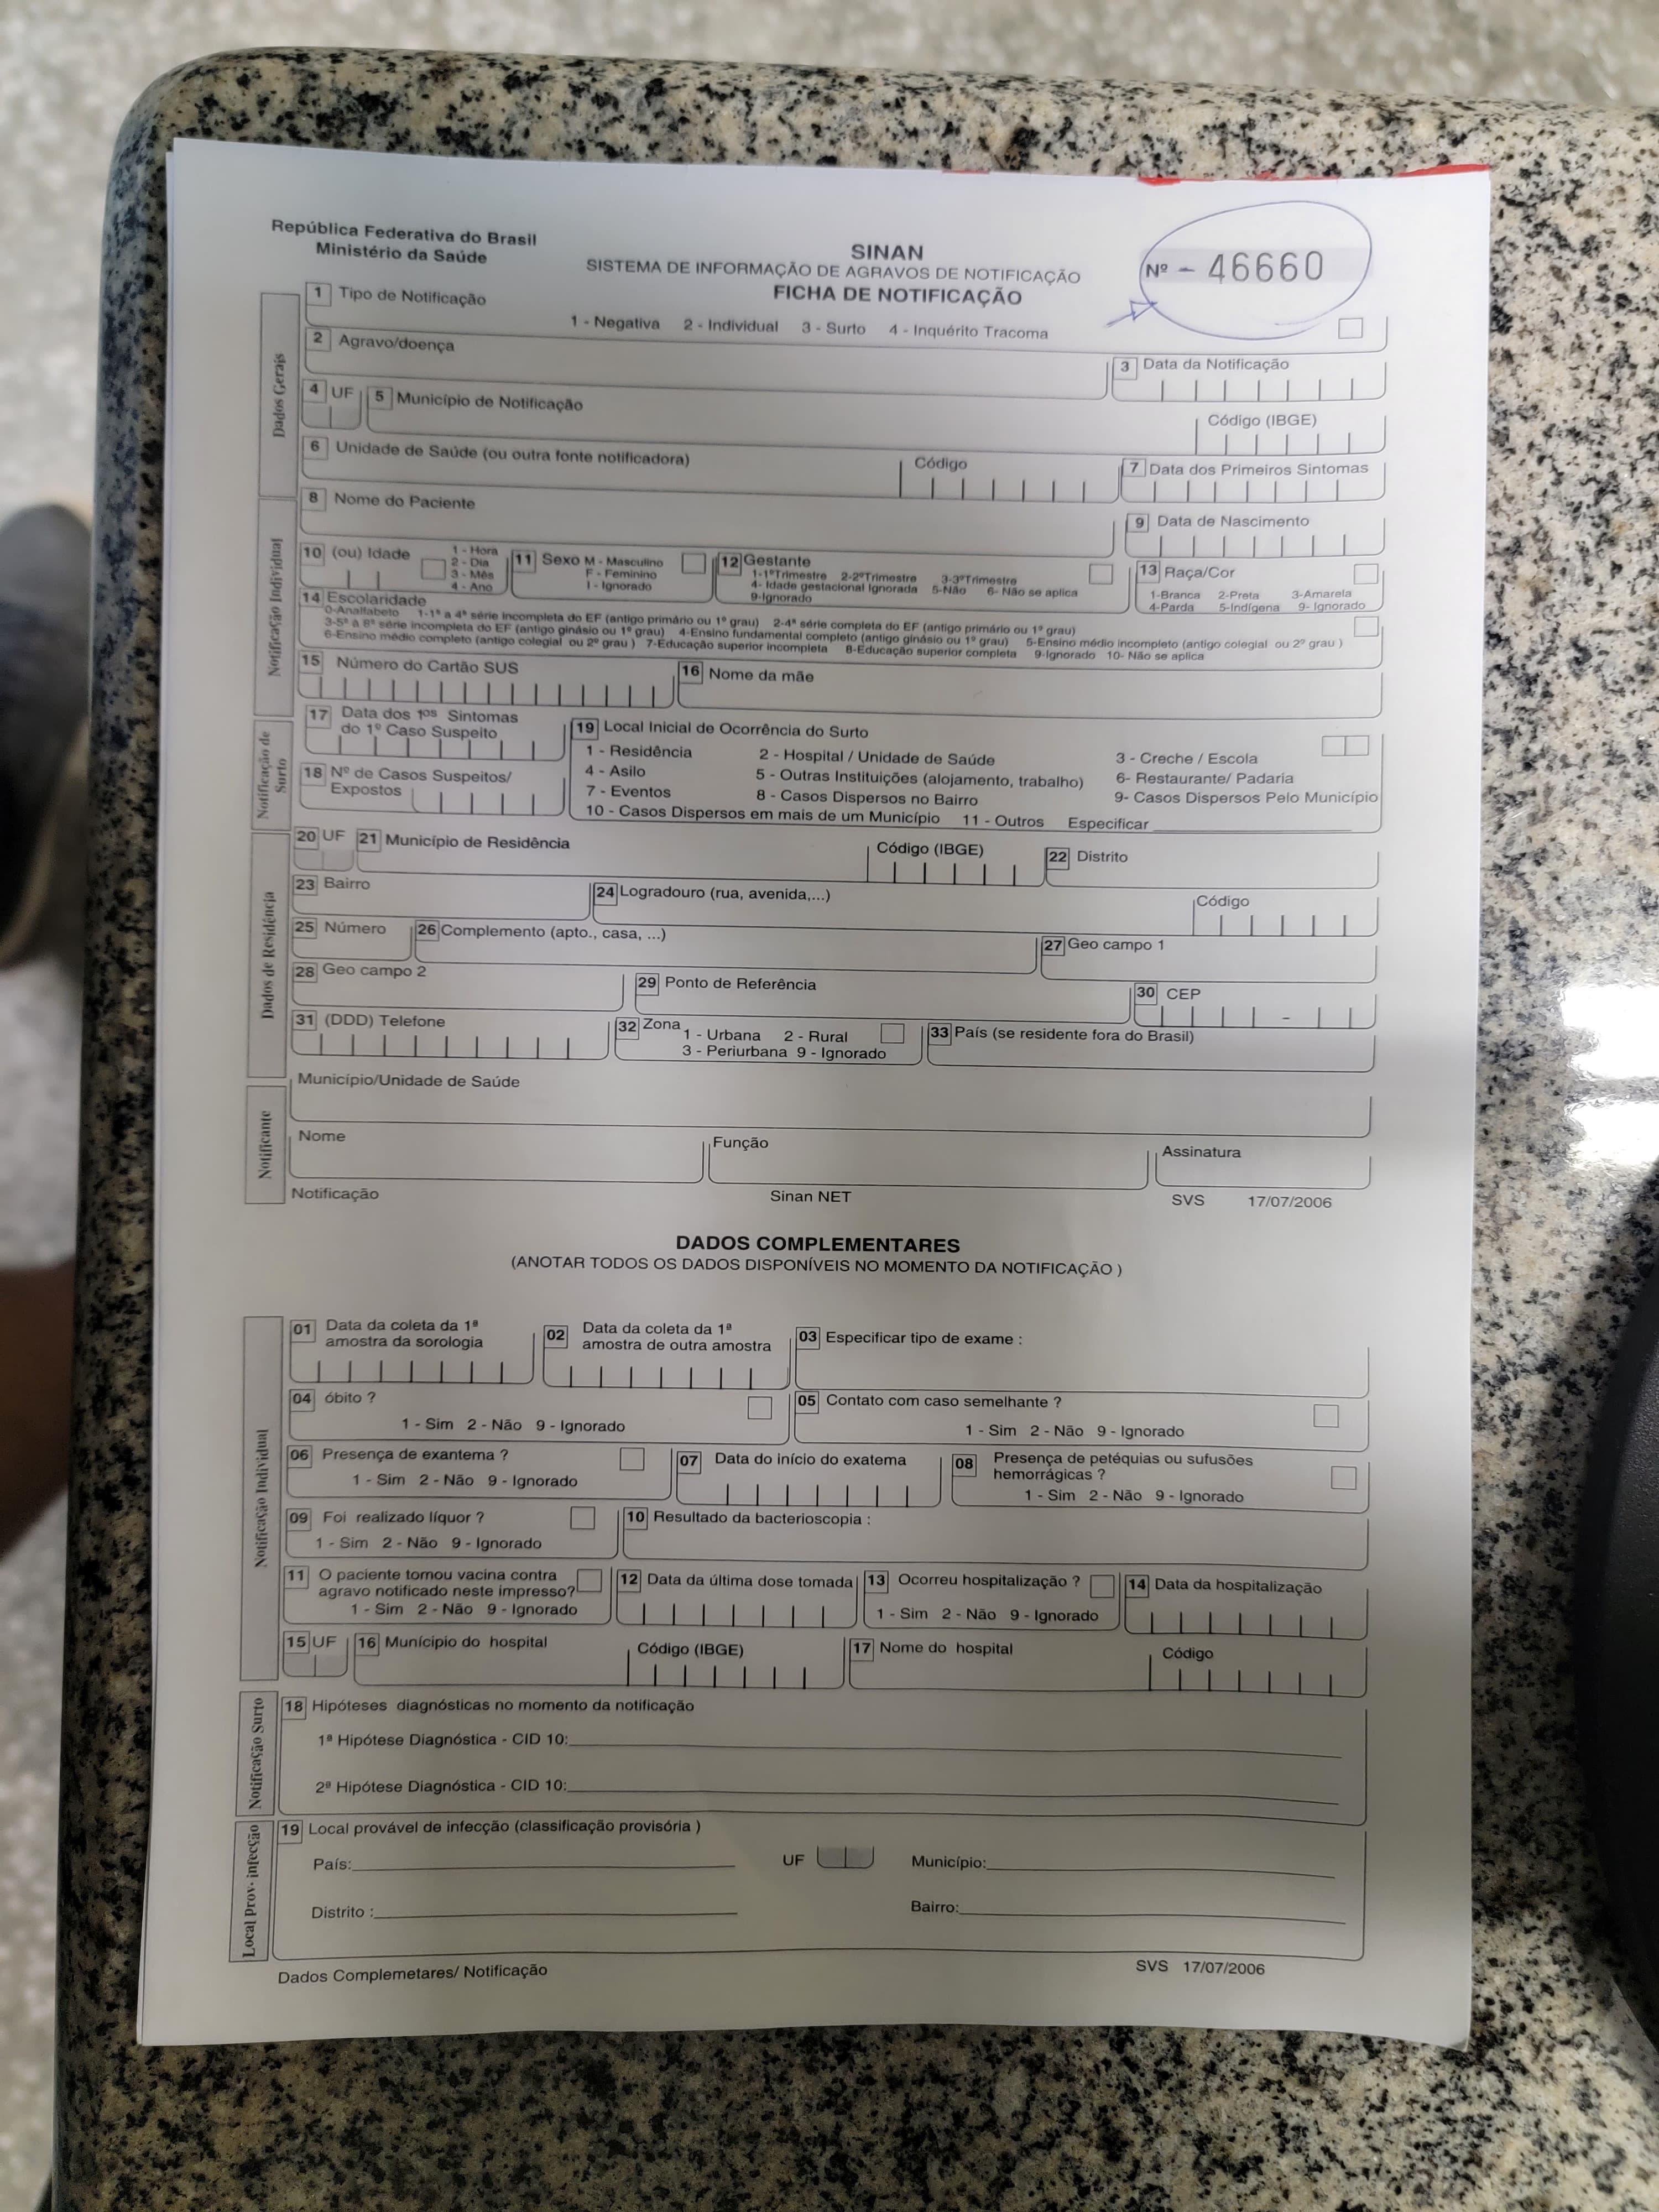 República Federativa do Brasil
Ministério da Saúde
SINAN
SISTEMA DE INFORMAÇÃO DE AGRAVOS DE NOTIFICAÇÃO
FICHA DE NOTIFICAÇÃO
Nº - 46660
Dados Gerais
1 Tipo de Notificação
1 - Negativa 2 - Individual 3 - Surto 4 - Inquérito Tracoma
2 Agravo/doença
3 Data da Notificação
4 UF 5 Município de Notificação
Código (IBGE)
6 Unidade de Saúde (ou outra fonte notificadora)
Código
7 Data dos Primeiros Sintomas
Notificação Individual
8 Nome do Paciente
9 Data de Nascimento
10 (ou) Idade
1 - Hora
2 - Dia
3 - Mês
4 - Ano
11 Sexo M - Masculino
F - Feminino
I - Ignorado
12 Gestante
1-1ºTrimestre 2-2ºTrimestre 3-3ºTrimestre
4- Idade gestacional Ignorada 5-Não 6- Não se aplica
9-Ignorado
13 Raça/Cor
1-Branca 2-Preta 3-Amarela
4-Parda 5-Indígena 9- Ignorado
14 Escolaridade
0-Analfabeto 1-1ª a 4ª série incompleta do EF (antigo primário ou 1º grau) 2-4ª série completa do EF (antigo primário ou 1º grau)
3-5ª à 8ª série incompleta do EF (antigo ginásio ou 1º grau) 4-Ensino fundamental completo (antigo ginásio ou 1º grau) 5-Ensino médio incompleto (antigo colegial ou 2º grau )
6-Ensino médio completo (antigo colegial ou 2º grau ) 7-Educação superior incompleta 8-Educação superior completa 9-Ignorado 10- Não se aplica
15 Número do Cartão SUS
16 Nome da mãe
Notificação de Surto
17 Data dos 1os Sintomas
do 1º Caso Suspeito
18 Nº de Casos Suspeitos/
Expostos
19 Local Inicial de Ocorrência do Surto
1 - Residência 2 - Hospital / Unidade de Saúde 3 - Creche / Escola
4 - Asilo 5 - Outras Instituições (alojamento, trabalho) 6- Restaurante/ Padaria
7 - Eventos 8 - Casos Dispersos no Bairro 9- Casos Dispersos Pelo Município
10 - Casos Dispersos em mais de um Município 11 - Outros Especificar
Dados de Residência
20 UF 21 Município de Residência
Código (IBGE)
22 Distrito
23 Bairro
24 Logradouro (rua, avenida,...)
Código
25 Número
26 Complemento (apto., casa, ...)
27 Geo campo 1
28 Geo campo 2
29 Ponto de Referência
30 CEP
-
31 (DDD) Telefone
32 Zona
1 - Urbana 2 - Rural
3 - Periurbana 9 - Ignorado
33 País (se residente fora do Brasil)
Notificante
Município/Unidade de Saúde
Nome
Função
Assinatura
Notificação Sinan NET SVS 17/07/2006
DADOS COMPLEMENTARES
(ANOTAR TODOS OS DADOS DISPONÍVEIS NO MOMENTO DA NOTIFICAÇÃO )
Notificação Individual
01 Data da coleta da 1ª
amostra da sorologia
02 Data da coleta da 1ª
amostra de outra amostra
03 Especificar tipo de exame :
04 óbito ?
1 - Sim 2 - Não 9 - Ignorado
05 Contato com caso semelhante ?
1 - Sim 2 - Não 9 - Ignorado
06 Presença de exantema ?
1 - Sim 2 - Não 9 - Ignorado
07 Data do início do exatema
08 Presença de petéquias ou sufusões
hemorrágicas ?
1 - Sim 2 - Não 9 - Ignorado
09 Foi realizado líquor ?
1 - Sim 2 - Não 9 - Ignorado
10 Resultado da bacterioscopia :
11 O paciente tomou vacina contra
agravo notificado neste impresso?
1 - Sim 2 - Não 9 - Ignorado
12 Data da última dose tomada
13 Ocorreu hospitalização ?
1 - Sim 2 - Não 9 - Ignorado
14 Data da hospitalização
15 UF 16 Munícipio do hospital
Código (IBGE)
17 Nome do hospital
Código
Notificação Surto
18 Hipóteses diagnósticas no momento da notificação
1ª Hipótese Diagnóstica - CID 10:
2ª Hipótese Diagnóstica - CID 10:
Local Prov. infecção
19 Local provável de infecção (classificação provisória )
País: UF Município:
Distrito : Bairro:
Dados Complemetares/ Notificação SVS 17/07/2006